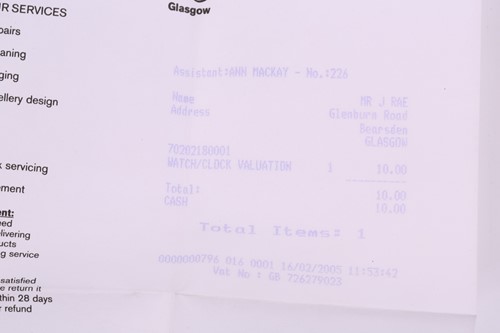 R SERVICES
pairs
aning
ging
ellery design
servicing
ement
ent:
eed
livering
ucts
g service
satisfied
e return it
thin 28 days
r refund
Glasgow
Assistant:ANN MACKAY - No.:226
Name MR J RAE
Address Glenburn Road
Bearsden
GLASGOW
70202180001
WATCH/CLOCK VALUATION 1 10.00
Total: 10.00
CASH 10.00
Total Items: 1
0000000796 016 0001 16/02/2005 11:53:42
Vat No : GB 726279023